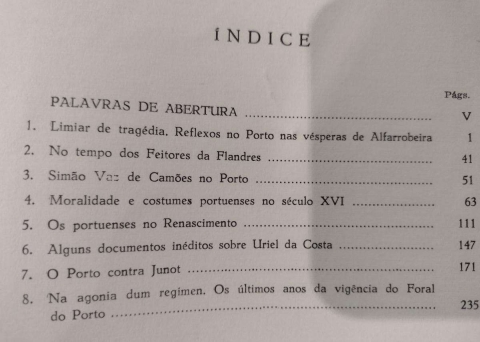 ÍNDICE
Págs.
PALAVRAS DE ABERTURA .......... V
1. Limiar de tragédia. Reflexos no Porto nas vésperas de Alfarrobeira 1
2. No tempo dos Feitores da Flandres .......... 41
3. Simão Vaz de Camões no Porto .......... 51
4. Moralidade e costumes portuenses no século XVI .......... 63
5. Os portuenses no Renascimento .......... 111
6. Alguns documentos inéditos sobre Uriel da Costa .......... 147
7. O Porto contra Junot .......... 171
8. Na agonia dum regímen. Os últimos anos da vigência do Foral
do Porto .......... 235